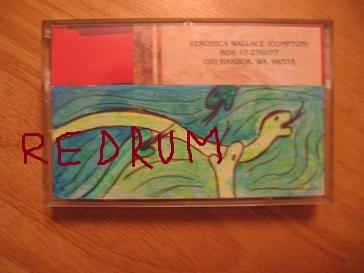 VERONICA WALLACE (COMPTON)
BOX 17-276077
GIG HARBOR, WA 98335
REDRUM